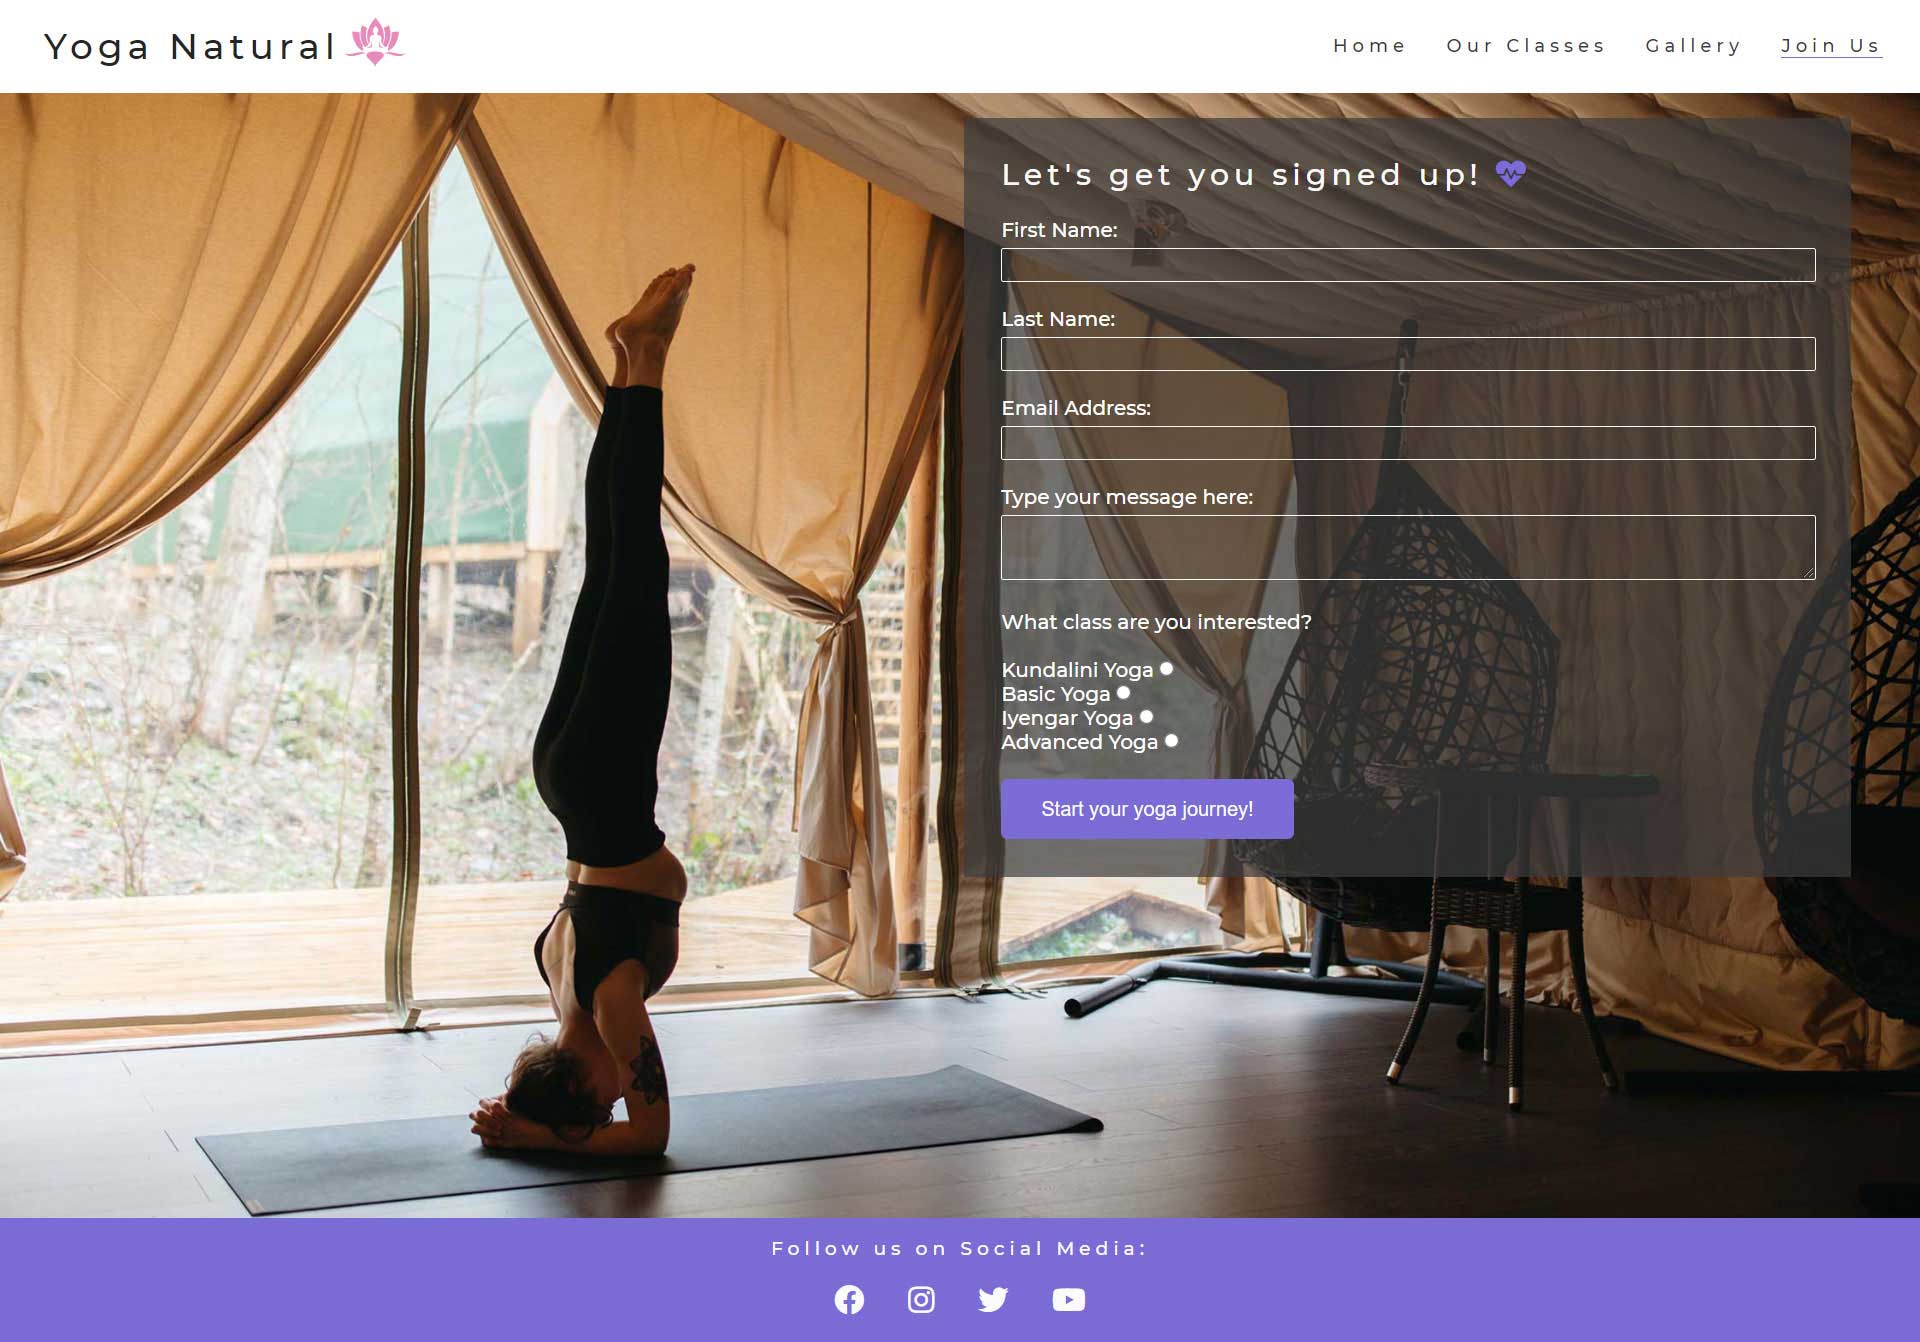 Yoga Natural
Home
Our Classes
Gallery
Join Us
Let's get you signed up!
First Name:
Last Name:
Email Address:
Type your message here:
What class are you interested?
Kundalini Yoga
Basic Yoga
Iyengar Yoga
Advanced Yoga
Start your yoga journey!
Follow us on Social Media: